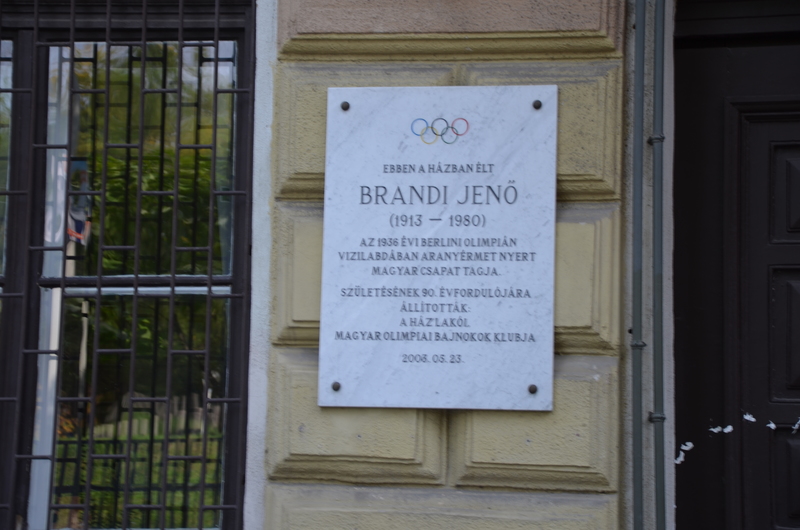 EBBEN A HÁZBAN ÉLT
BRANDI JENŐ
(1913 – 1980)
AZ 1936 ÉVI BERLINI OLIMPIÁN
VIZILABDÁBAN ARANYÉRMET NYERT
MAGYAR CSAPAT TAGJA.
SZÜLETÉSÉNEK 90. ÉVFORDULÓJÁRA
ÁLLÍTOTTÁK:
A HÁZ LAKÓI,
MAGYAR OLIMPIAI BAJNOKOK KLUBJA
2003. 05. 23.